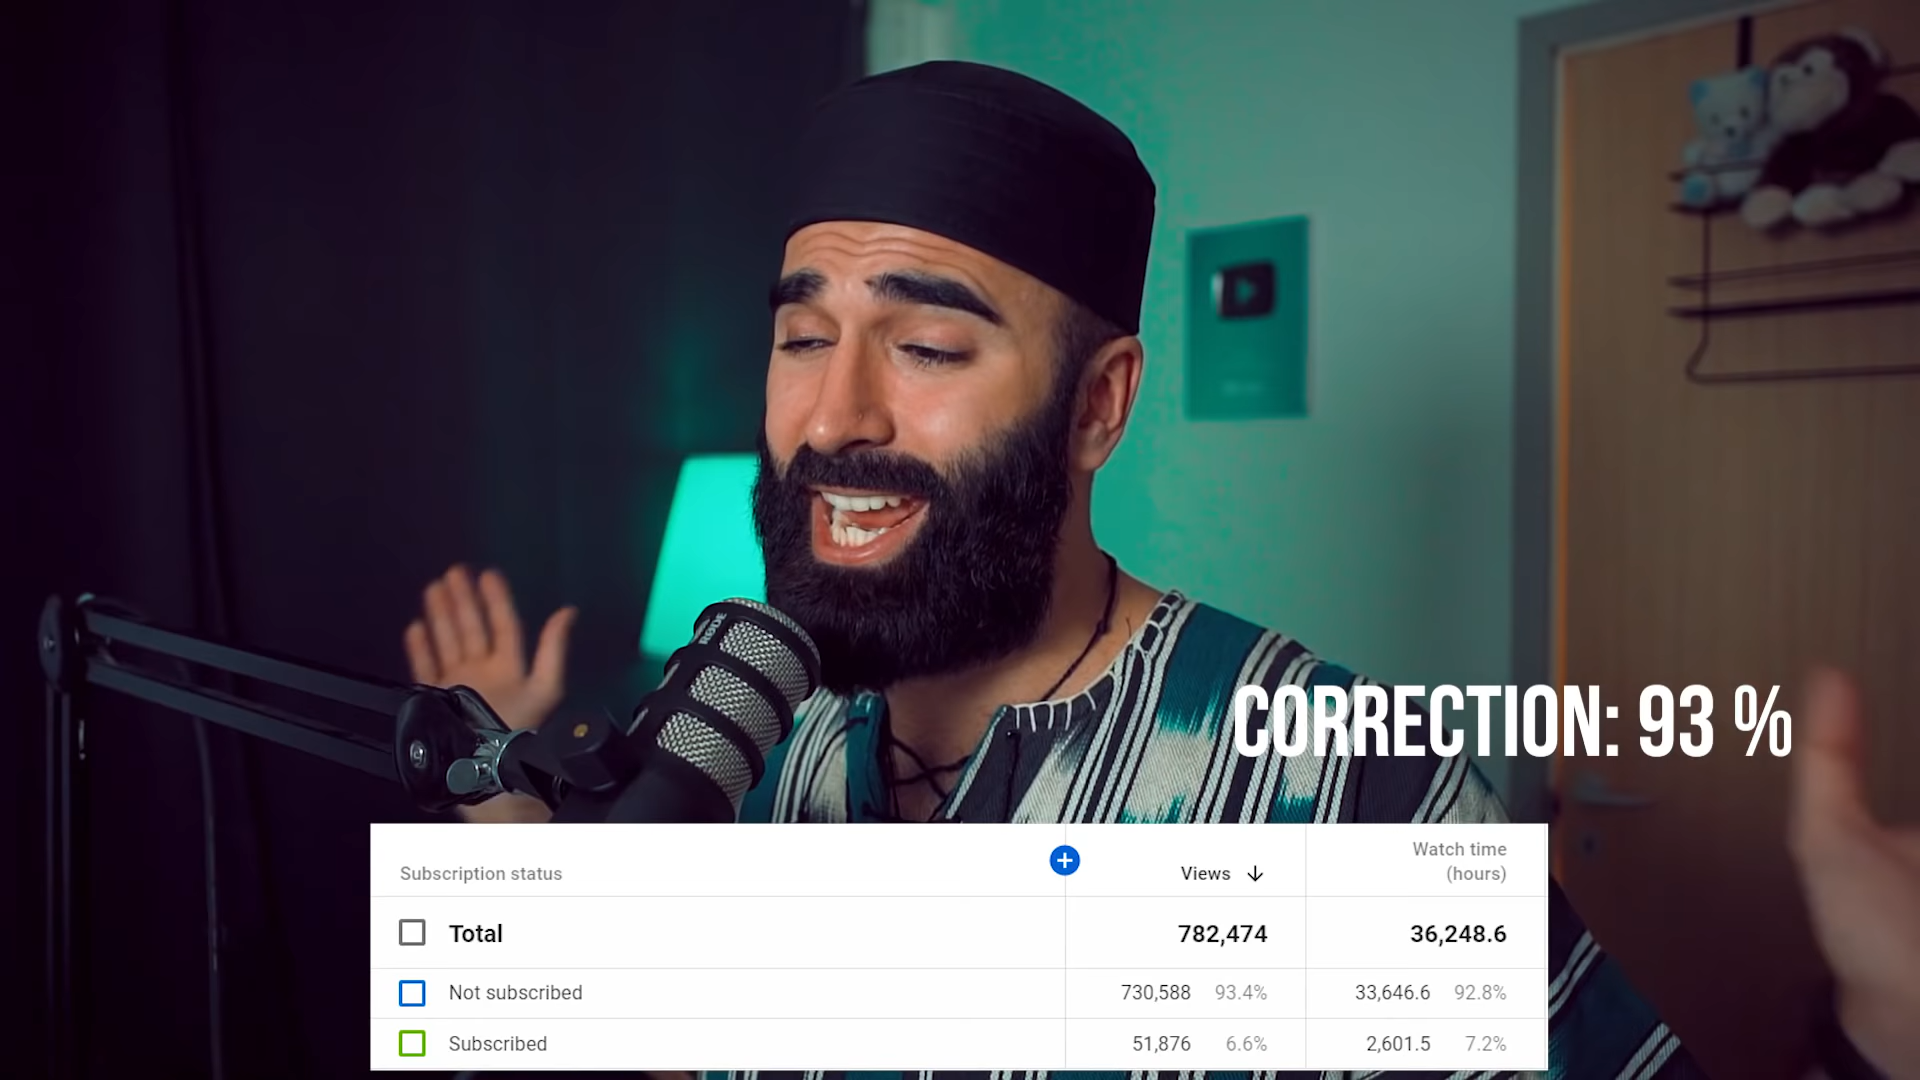 RØDE
CORRECTION: 93 %
Subscription status Views Watch time (hours)
Total 782,474 36,248.6
Not subscribed 730,588 93.4% 33,646.6 92.8%
Subscribed 51,876 6.6% 2,601.5 7.2%